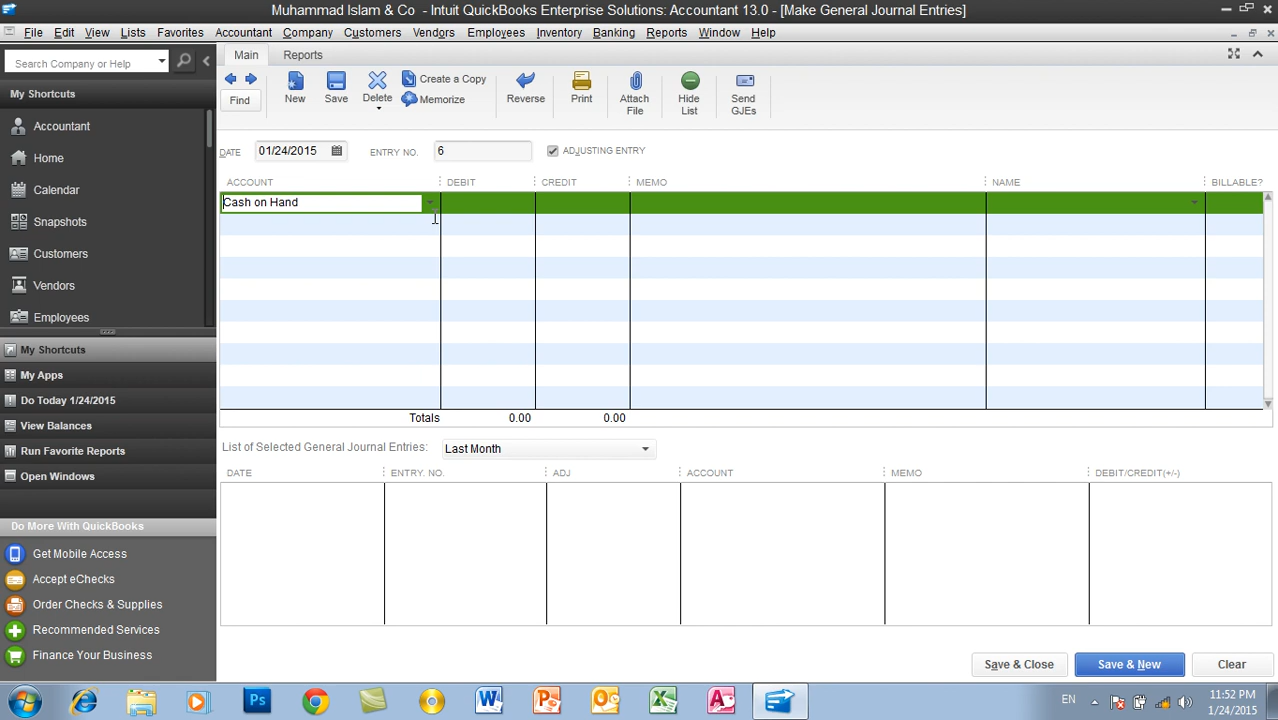 Muhammad Islam & Co - Intuit QuickBooks Enterprise Solutions: Accountant 13.0 - [Make General Journal Entries]
File Edit View Lists Favorites Accountant Company Customers Vendors Employees Inventory Banking Reports Window Help
Search Company or Help
My Shortcuts
Accountant
Home
Calendar
Snapshots
Customers
Vendors
Employees
My Shortcuts
My Apps
Do Today 1/24/2015
View Balances
Run Favorite Reports
Open Windows
Do More With QuickBooks
Get Mobile Access
Accept eChecks
Order Checks & Supplies
Recommended Services
Finance Your Business
Main Reports
Find
New
Save
Delete
Create a Copy
Memorize
Reverse
Print
Attach
File
Hide
List
Send
GJEs
DATE 01/24/2015 ENTRY NO. 6 ADJUSTING ENTRY
ACCOUNT DEBIT CREDIT MEMO NAME BILLABLE?
Cash on Hand
Totals 0.00 0.00
List of Selected General Journal Entries: Last Month
DATE ENTRY. NO. ADJ ACCOUNT MEMO DEBIT/CREDIT(+/-)
Save & Close Save & New Clear
Ps W P O X A EN 11:52 PM
1/24/2015